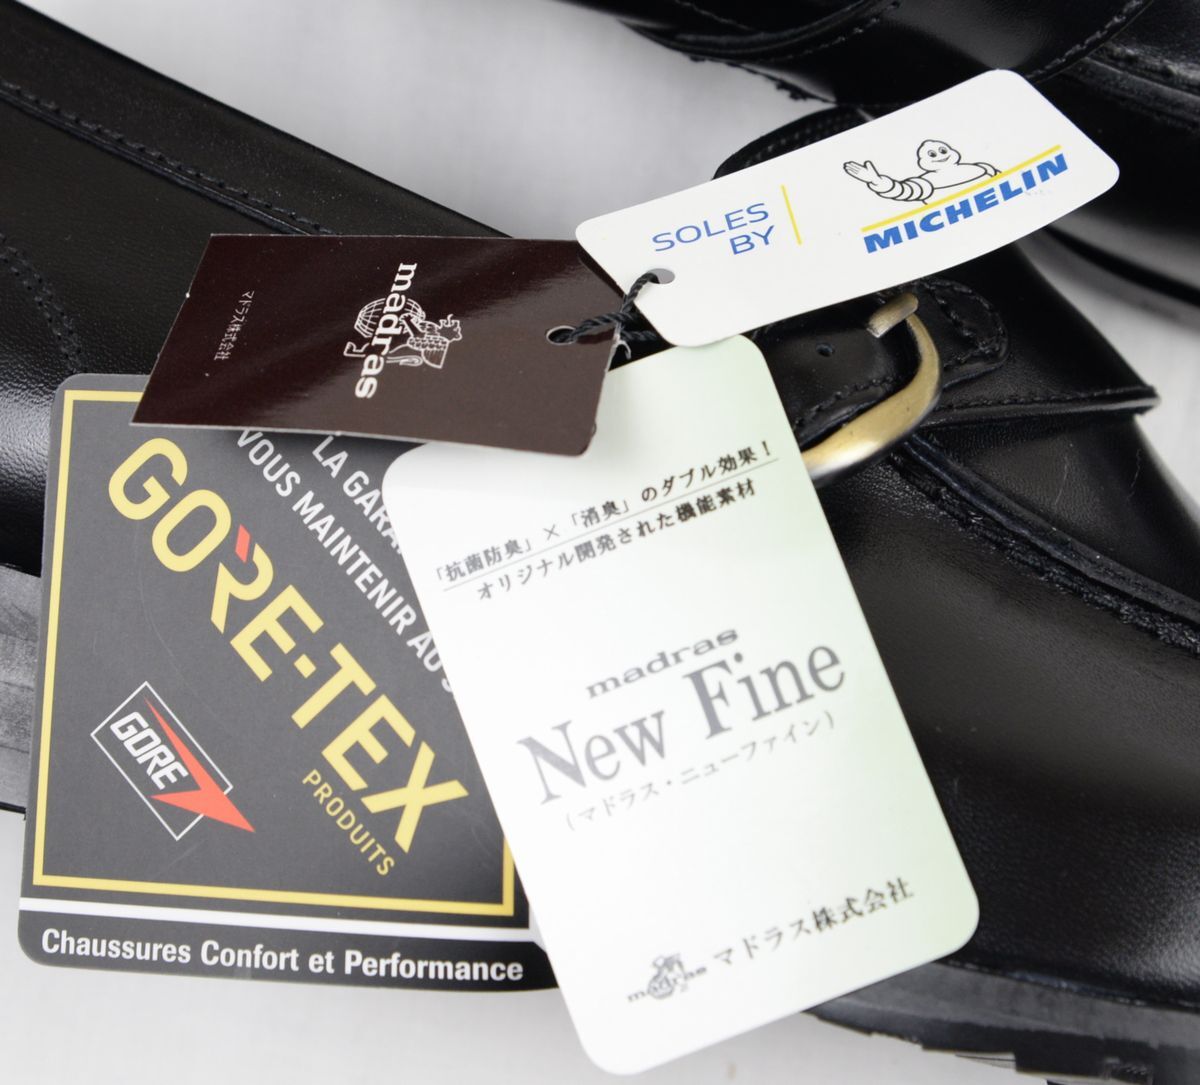 SOLES
BY
MICHELIN
madras
マドラス株式会社
LA
VOUS MAINTENIR AU
GORE-TEX
PRODUITS
GORE
Chaussures Confort et Performance
「抗菌防臭」×「消臭」のダブル効果！
オリジナル開発された機能素材
madras
New Fine
(マドラス・ニューファイン)
madras マドラス株式会社